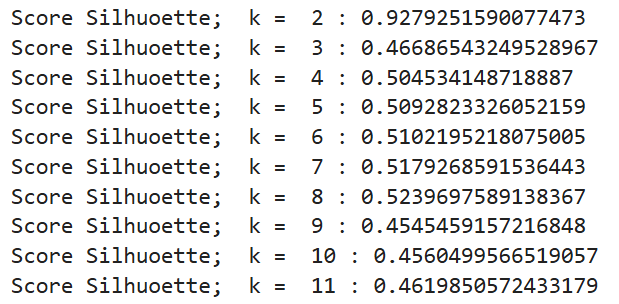 Score Silhuoette;  k =  2 : 0.9279251590077473
Score Silhuoette;  k =  3 : 0.46686543249528967
Score Silhuoette;  k =  4 : 0.504534148718887
Score Silhuoette;  k =  5 : 0.5092823326052159
Score Silhuoette;  k =  6 : 0.5102195218075005
Score Silhuoette;  k =  7 : 0.5179268591536443
Score Silhuoette;  k =  8 : 0.5239697589138367
Score Silhuoette;  k =  9 : 0.4545459157216848
Score Silhuoette;  k =  10 : 0.4560499566519057
Score Silhuoette;  k =  11 : 0.4619850572433179